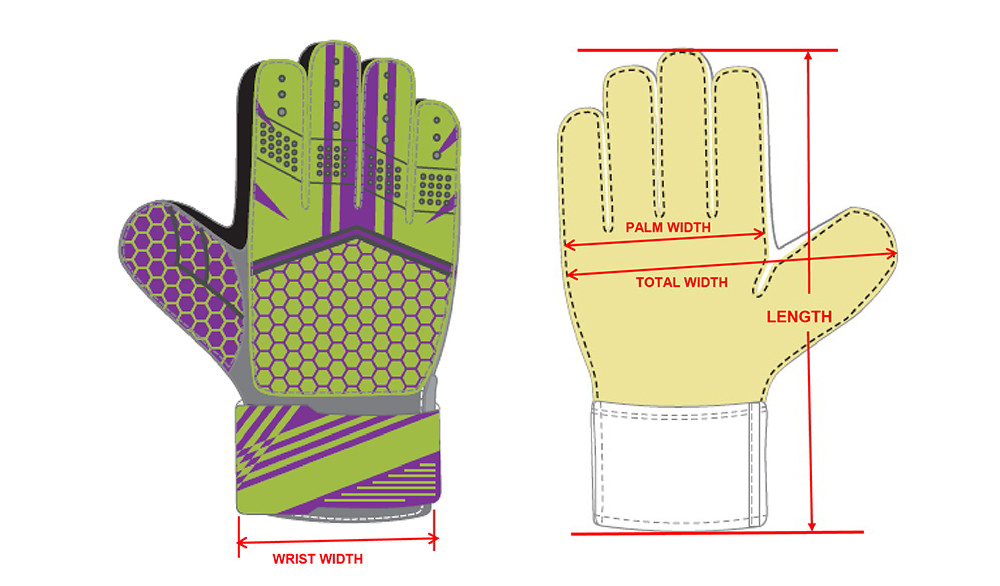 PALM WIDTH
TOTAL WIDTH
LENGTH
WRIST WIDTH